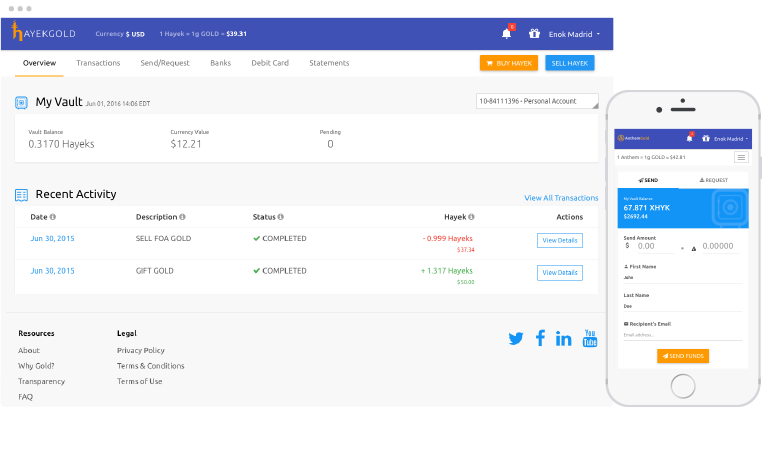 HAYEKGOLD
Currency $ USD
1 Hayek = 1g GOLD = $39.31
Enok Madrid
Overview Transactions Send/Request Banks Debit Card Statements
BUY HAYEK SELL HAYEK
My Vault Jun 01, 2016 14:06 EDT
10-84111396 - Personal Account
Vault Balance Currency Value Pending
0.3170 Hayeks $12.21 0
Recent Activity
View All Transactions
Date Description Status Hayek Actions
Jun 30, 2015 SELL FOA GOLD COMPLETED - 0.999 Hayeks View Details
$37.34
Jun 30, 2015 GIFT GOLD COMPLETED + 1.317 Hayeks View Details
$50.00
Resources Legal
About Privacy Policy
Why Gold? Terms & Conditions
Transparency Terms of Use
FAQ
You
Tube
AnthemGold
Enok Madrid
1 Anthem = 1g GOLD = $42.81
SEND REQUEST
My Vault Balance
67.871 XHYK
$2692.44
Send Amount
$ 0.00 = 0.00000
First Name
John
Last Name
Doe
Recipient's Email
Email address...
SEND FUNDS